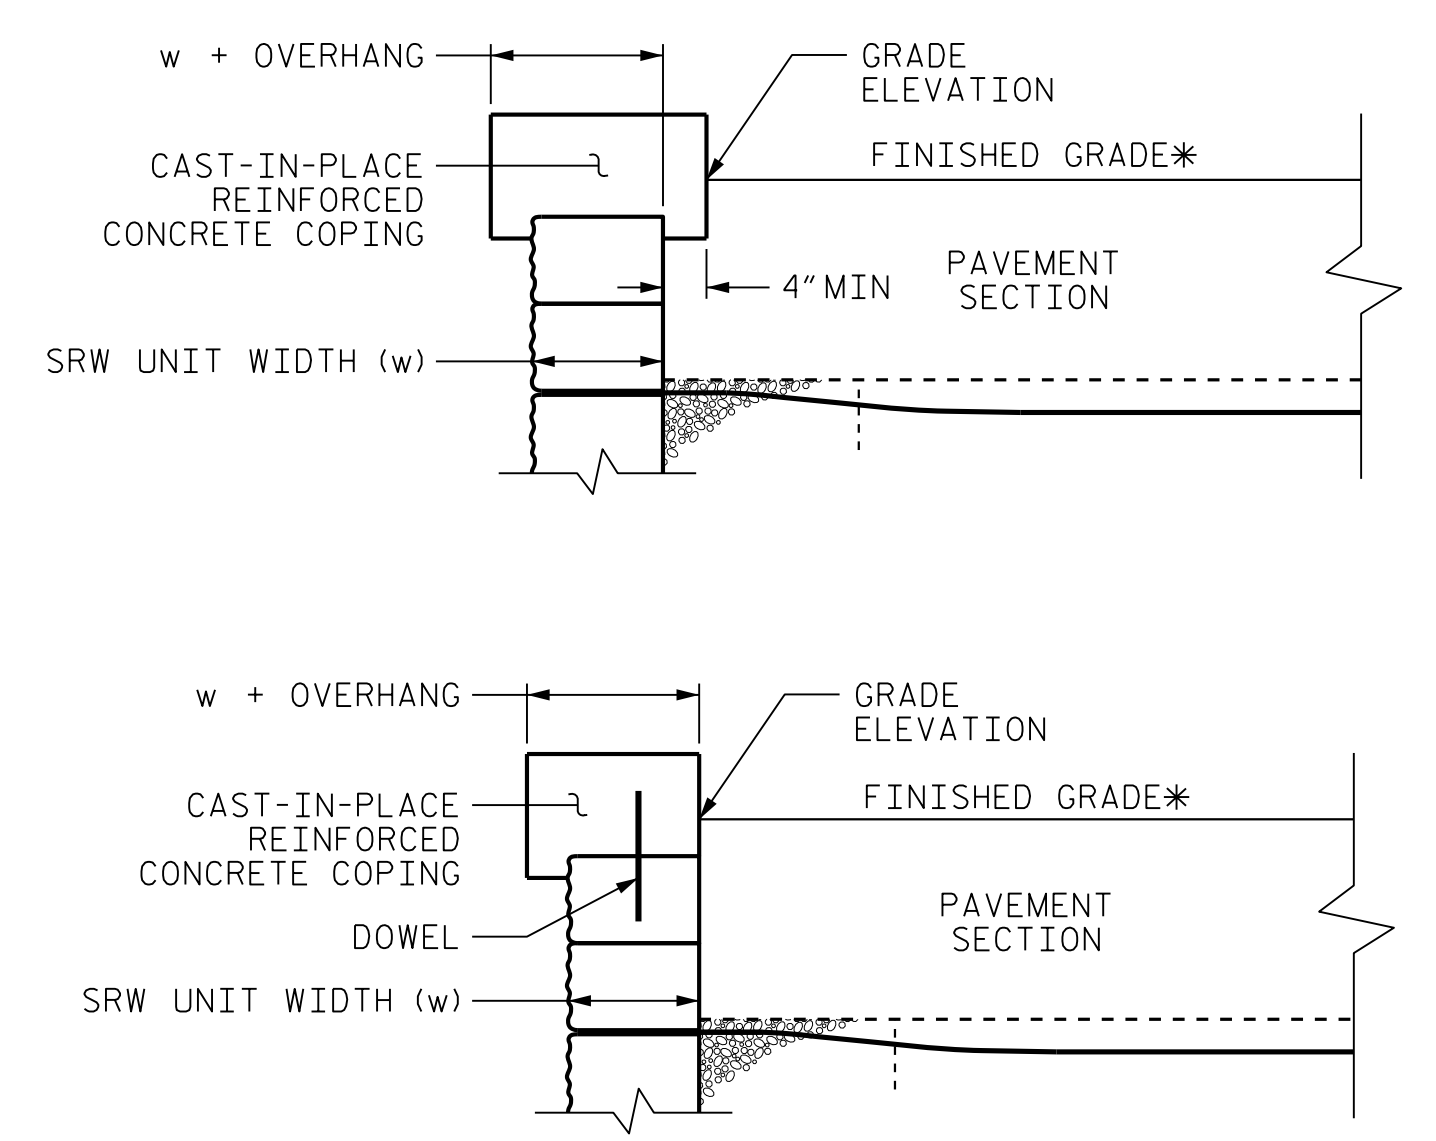 w + OVERHANG
GRADE
ELEVATION
CAST-IN-PLACE
REINFORCED
CONCRETE COPING
FINISHED GRADE*
PAVEMENT
SECTION
4" MIN
SRW UNIT WIDTH (w)
w + OVERHANG
GRADE
ELEVATION
CAST-IN-PLACE
REINFORCED
CONCRETE COPING
FINISHED GRADE*
PAVEMENT
SECTION
DOWEL
SRW UNIT WIDTH (w)